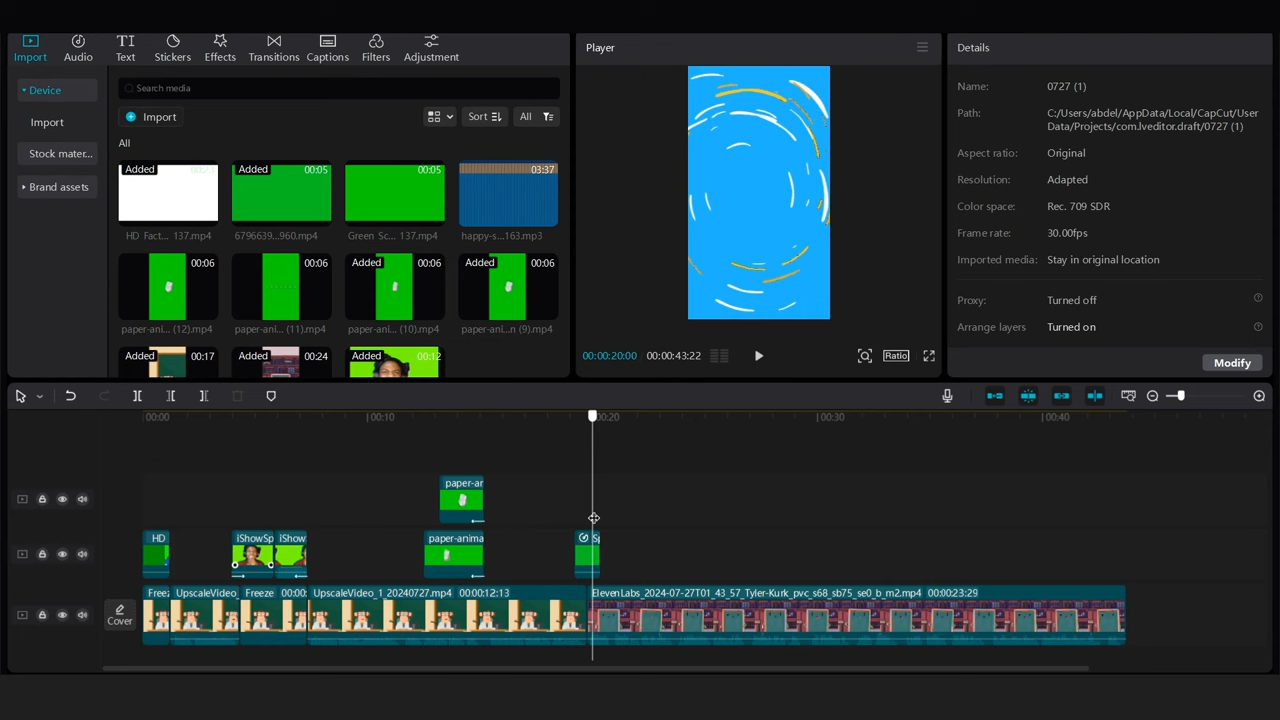 Import
Audio
Text
Stickers
Effects
Transitions
Captions
Filters
Adjustment
Device
Import
Stock mater...
Brand assets
Search media
Import
Sort
All
All
Added
Added 00:05
00:05
03:37
HD Fact... 137.mp4
6796639...960.mp4
Green Sc... 137.mp4
happy-s...163.mp3
00:06
00:06
Added 00:06
Added 00:06
paper-ani... (12).mp4
paper-ani... (11).mp4
paper-ani... (10).mp4
paper-ani...n (9).mp4
Added 00:17
Added 00:24
Added 00:12
Player
00:00:20:00 00:00:43:22
Ratio
Details
Name: 0727 (1)
Path: C:/Users/abdel/AppData/Local/CapCut/User
Data/Projects/com.lveditor.draft/0727 (1)
Aspect ratio: Original
Resolution: Adapted
Color space: Rec. 709 SDR
Frame rate: 30.00fps
Imported media: Stay in original location
Proxy: Turned off
Arrange layers Turned on
Modify
00:00 00:10 00:20 00:30 00:40
paper-ar
HD
iShowSp
iShow
paper-anima
Sp
Cover
Freez
UpscaleVideo_
Freeze 00:00:
UpscaleVideo_1_20240727.mp4 00:00:12:13
ElevenLabs_2024-07-27T01_43_57_Tyler-Kurk_pvc_s68_sb75_se0_b_m2.mp4 00:00:23:29